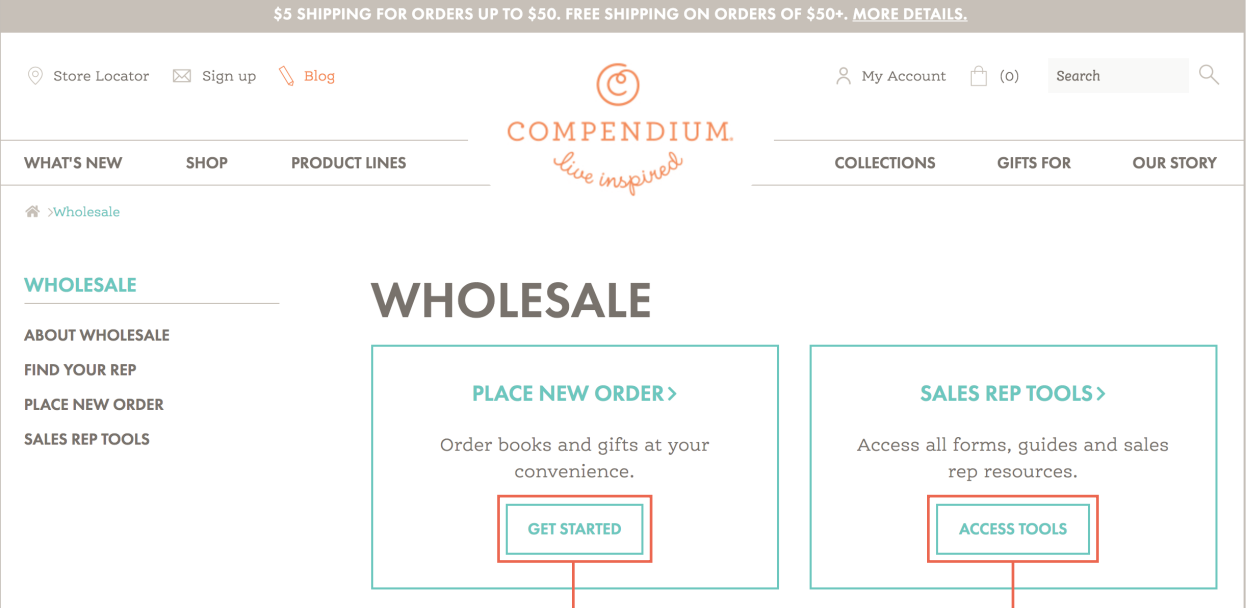 $5 SHIPPING FOR ORDERS UP TO $50. FREE SHIPPING ON ORDERS OF $50+. MORE DETAILS.
Store Locator
Sign up
Blog
COMPENDIUM.
live inspired
My Account
(0)
Search
WHAT'S NEW
SHOP
PRODUCT LINES
COLLECTIONS
GIFTS FOR
OUR STORY
Wholesale
WHOLESALE
ABOUT WHOLESALE
FIND YOUR REP
PLACE NEW ORDER
SALES REP TOOLS
WHOLESALE
PLACE NEW ORDER
Order books and gifts at your
convenience.
GET STARTED
SALES REP TOOLS
Access all forms, guides and sales
rep resources.
ACCESS TOOLS